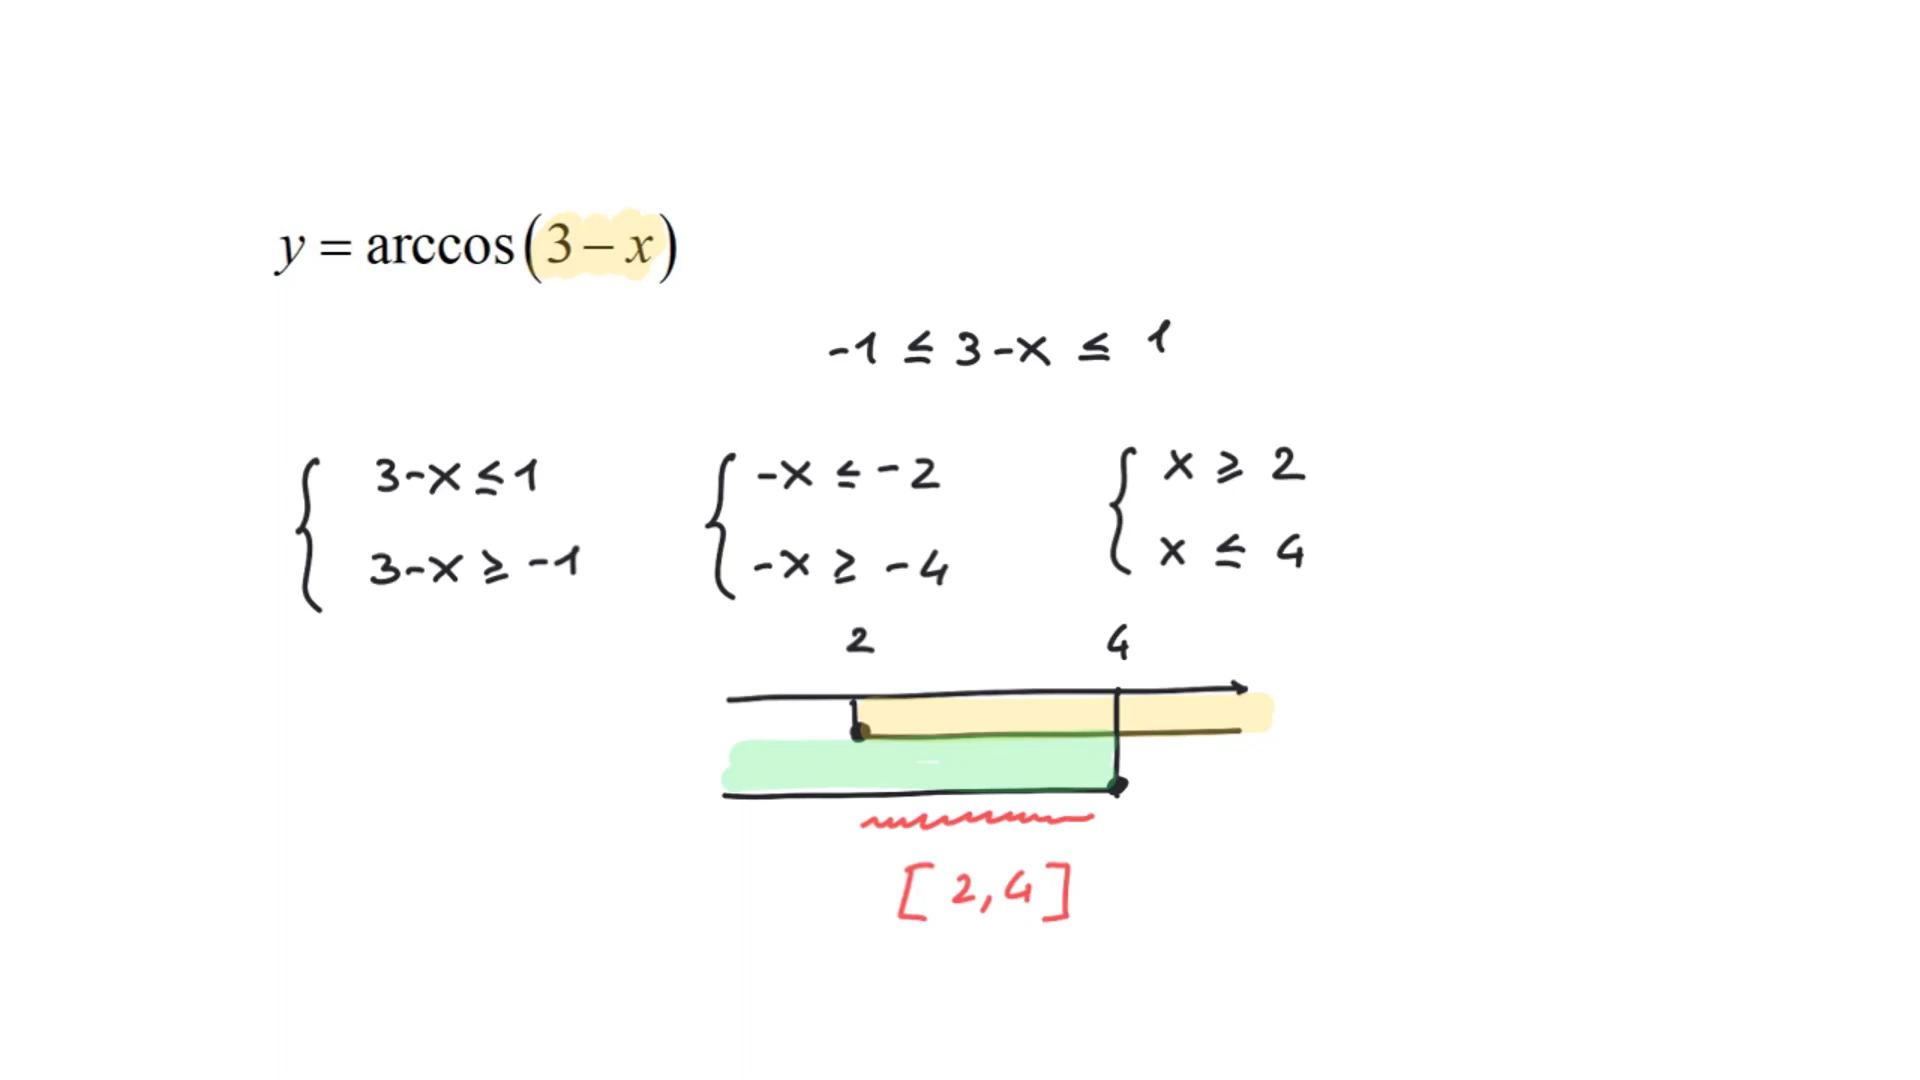 y = arccos(3 − x)
-1 ≤ 3-x ≤ 1
{ 3-x ≤ 1 { -x ≤ -2 { x ≥ 2
3-x ≥ -1 -x ≥ -4 x ≤ 4
2 4
[2,4]